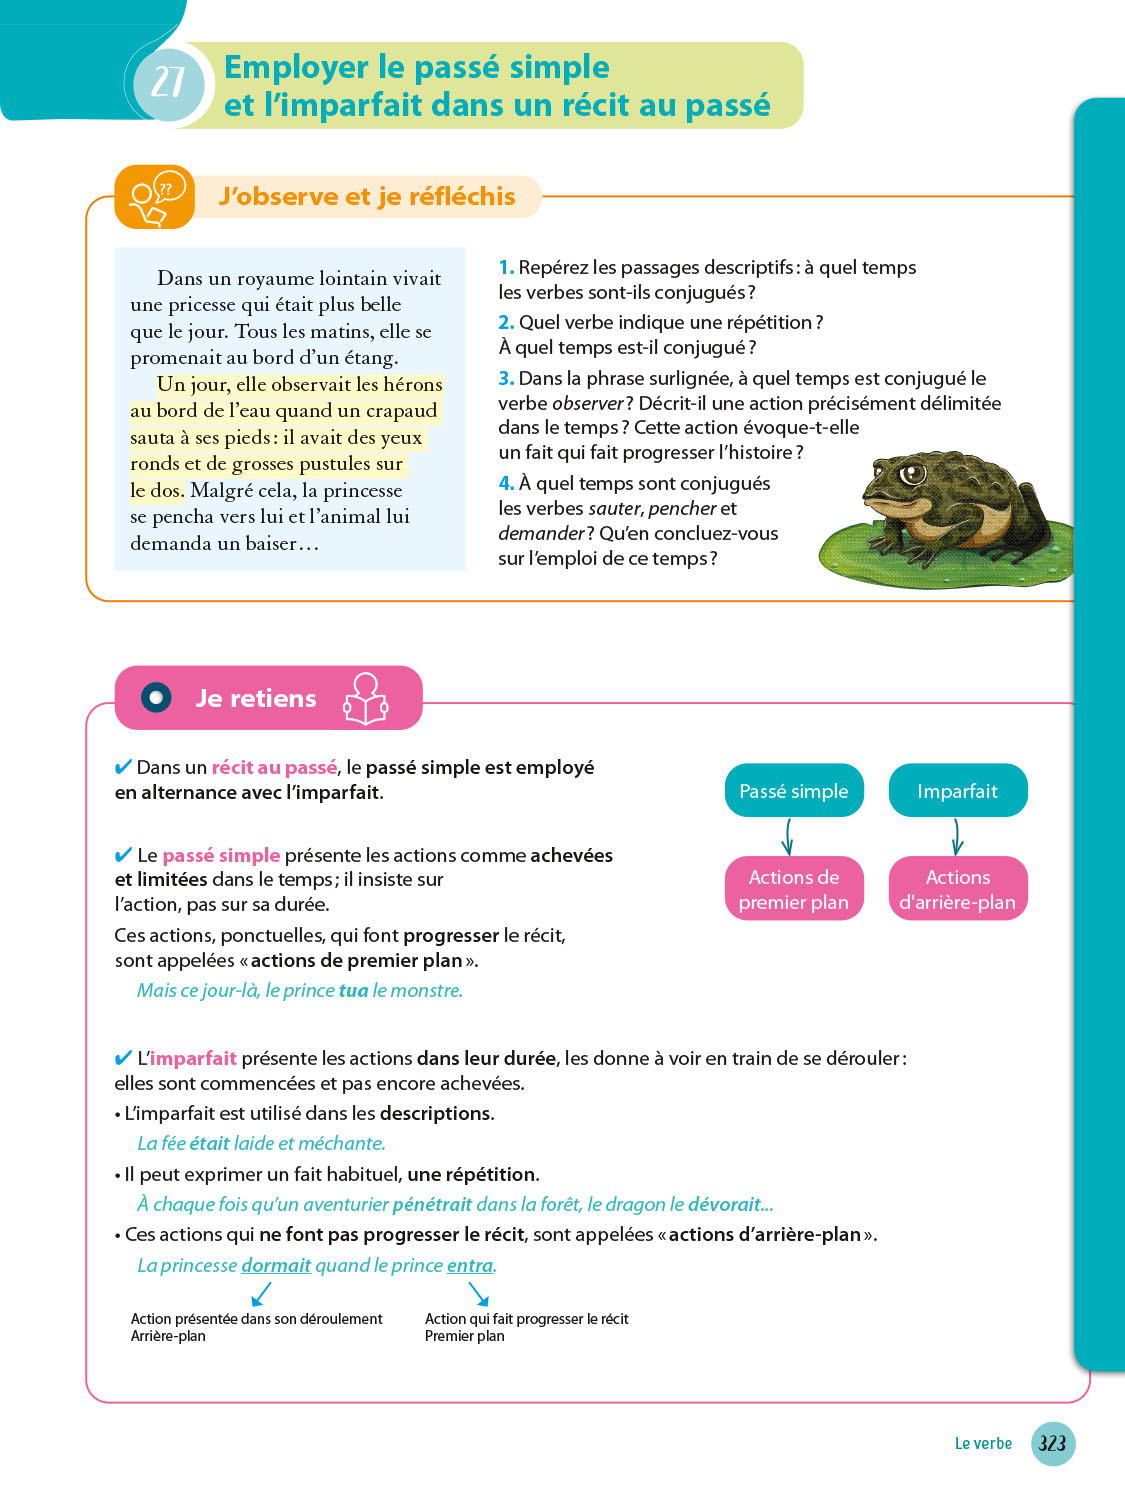 27
Employer le passé simple
et l’imparfait dans un récit au passé
??
J’observe et je réfléchis
Dans un royaume lointain vivait
une pricesse qui était plus belle
que le jour. Tous les matins, elle se
promenait au bord d’un étang.
Un jour, elle observait les hérons
au bord de l’eau quand un crapaud
sauta à ses pieds : il avait des yeux
ronds et de grosses pustules sur
le dos. Malgré cela, la princesse
se pencha vers lui et l’animal lui
demanda un baiser…
1. Repérez les passages descriptifs : à quel temps
les verbes sont-ils conjugués ?
2. Quel verbe indique une répétition ?
À quel temps est-il conjugué ?
3. Dans la phrase surlignée, à quel temps est conjugué le
verbe observer ? Décrit-il une action précisément délimitée
dans le temps ? Cette action évoque-t-elle
un fait qui fait progresser l’histoire ?
4. À quel temps sont conjugués
les verbes sauter, pencher et
demander ? Qu’en concluez-vous
sur l’emploi de ce temps ?
Je retiens
✔ Dans un récit au passé, le passé simple est employé
en alternance avec l’imparfait.
✔ Le passé simple présente les actions comme achevées
et limitées dans le temps ; il insiste sur
l’action, pas sur sa durée.
Ces actions, ponctuelles, qui font progresser le récit,
sont appelées « actions de premier plan ».
Mais ce jour-là, le prince tua le monstre.
Passé simple
Imparfait
Actions de
premier plan
Actions
d'arrière-plan
✔ L’imparfait présente les actions dans leur durée, les donne à voir en train de se dérouler :
elles sont commencées et pas encore achevées.
• L’imparfait est utilisé dans les descriptions.
La fée était laide et méchante.
• Il peut exprimer un fait habituel, une répétition.
À chaque fois qu’un aventurier pénétrait dans la forêt, le dragon le dévorait...
• Ces actions qui ne font pas progresser le récit, sont appelées « actions d’arrière-plan ».
La princesse dormait quand le prince entra.
Action présentée dans son déroulement
Arrière-plan
Action qui fait progresser le récit
Premier plan
Le verbe
323